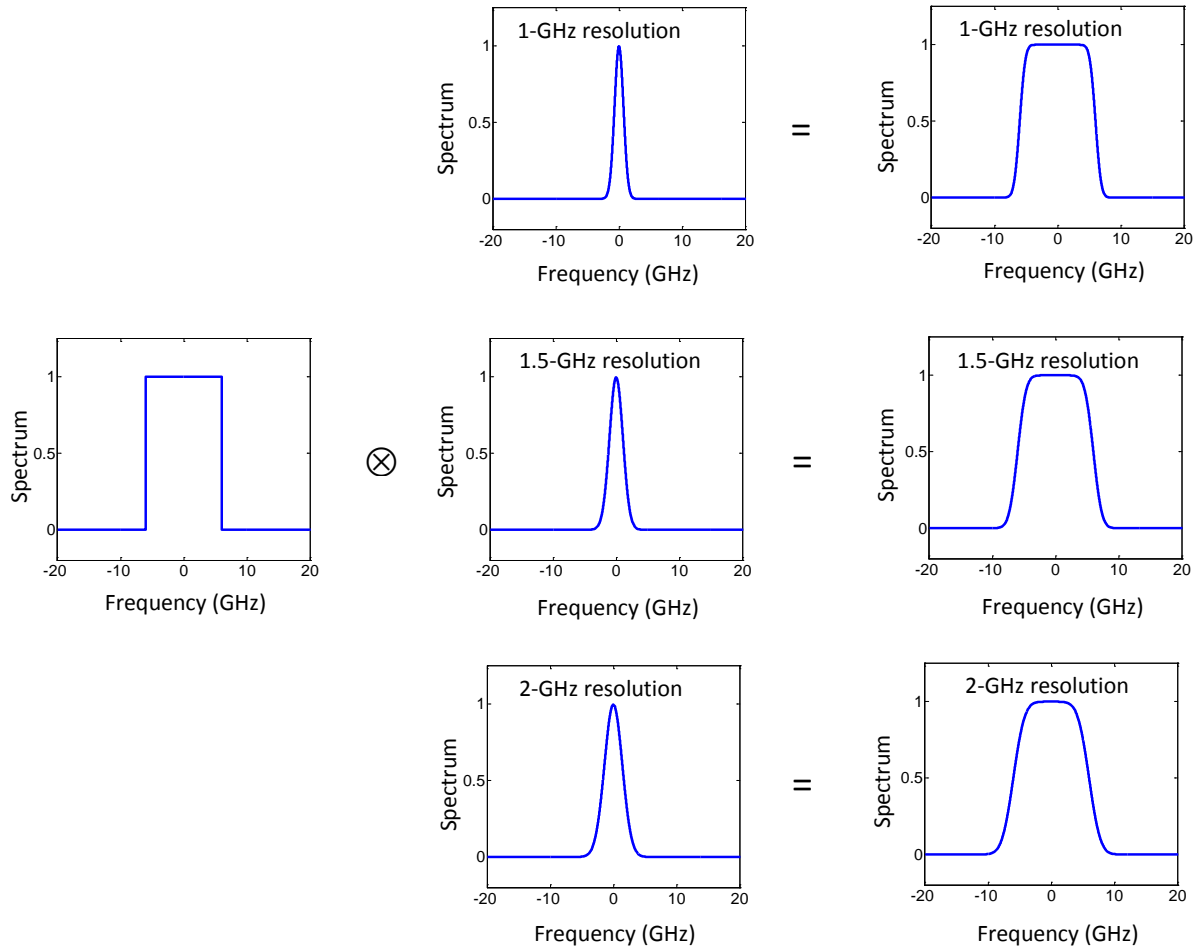 1-GHz resolution
1
0.5
0
Spectrum
-20 -10 0 10 20
Frequency (GHz)
=
1-GHz resolution
1
0.5
0
Spectrum
-20 -10 0 10 20
Frequency (GHz)
1
0.5
0
Spectrum
-20 -10 0 10 20
Frequency (GHz)
⊗
1.5-GHz resolution
1
0.5
0
Spectrum
-20 -10 0 10 20
Frequency (GHz)
=
1.5-GHz resolution
1
0.5
0
Spectrum
-20 -10 0 10 20
Frequency (GHz)
2-GHz resolution
1
0.5
0
Spectrum
-20 -10 0 10 20
Frequency (GHz)
=
2-GHz resolution
1
0.5
0
Spectrum
-20 -10 0 10 20
Frequency (GHz)